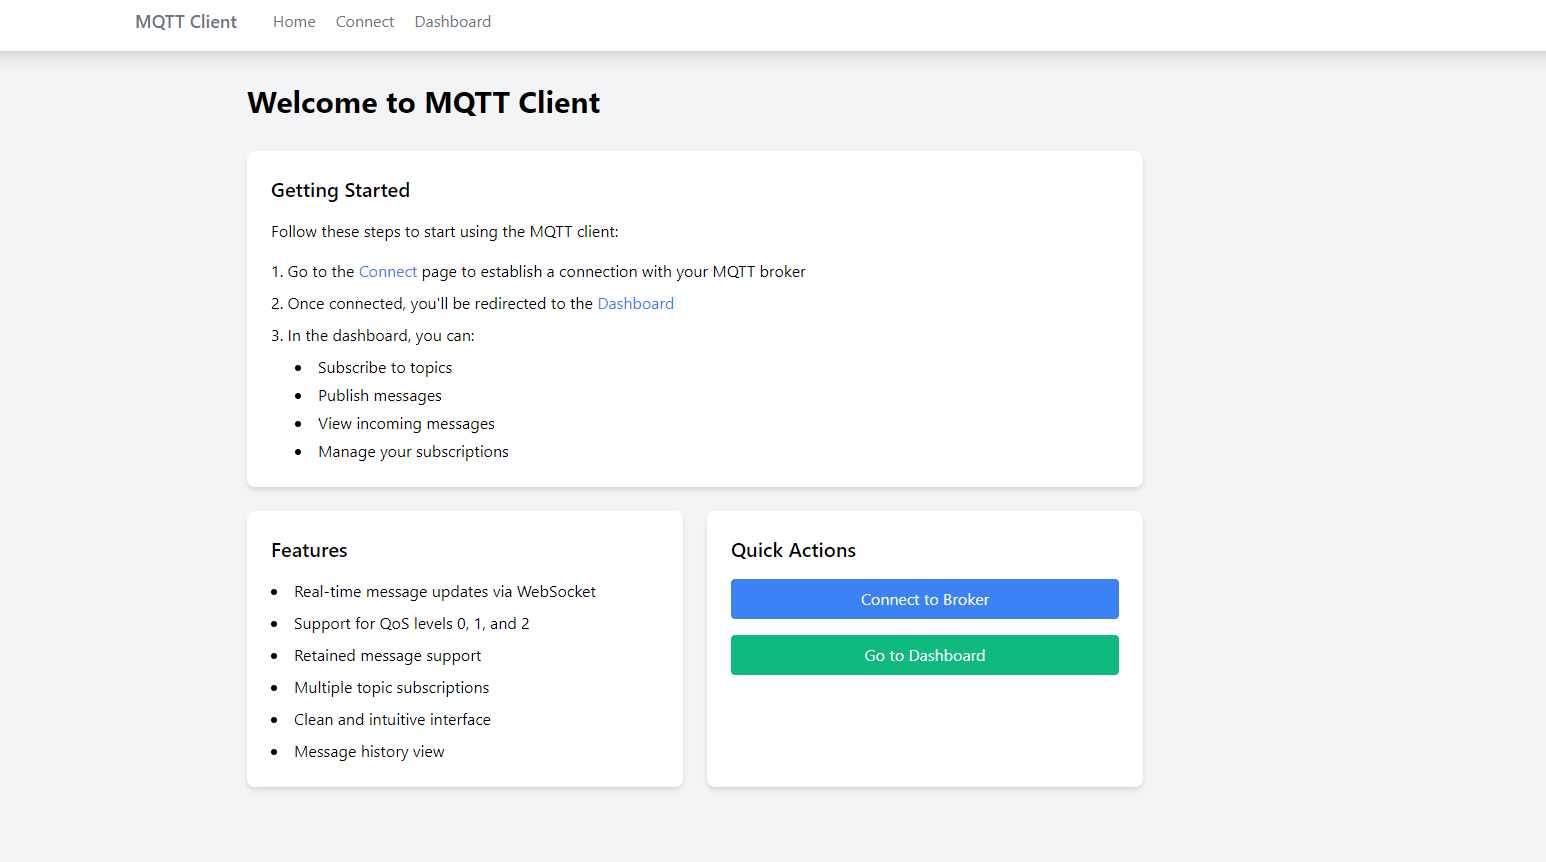 MQTT Client Home Connect Dashboard
Welcome to MQTT Client
Getting Started
Follow these steps to start using the MQTT client:
1. Go to the Connect page to establish a connection with your MQTT broker
2. Once connected, you'll be redirected to the Dashboard
3. In the dashboard, you can:
• Subscribe to topics
• Publish messages
• View incoming messages
• Manage your subscriptions
Features
• Real-time message updates via WebSocket
• Support for QoS levels 0, 1, and 2
• Retained message support
• Multiple topic subscriptions
• Clean and intuitive interface
• Message history view
Quick Actions
Connect to Broker
Go to Dashboard